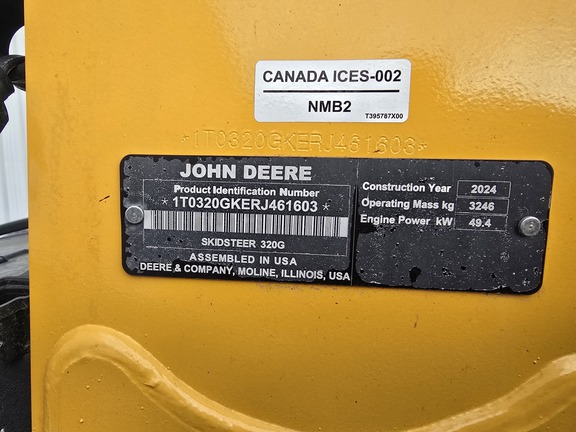 CANADA ICES-002
NMB2
T395787X00
*1T0320GKERJ461603*
JOHN DEERE
Product Identification Number
* 1T0320GKERJ461603 *
SKIDSTEER 320G
ASSEMBLED IN USA
DEERE & COMPANY, MOLINE, ILLINOIS, USA
Construction Year 2024
Operating Mass kg 3246
Engine Power kW 49.4